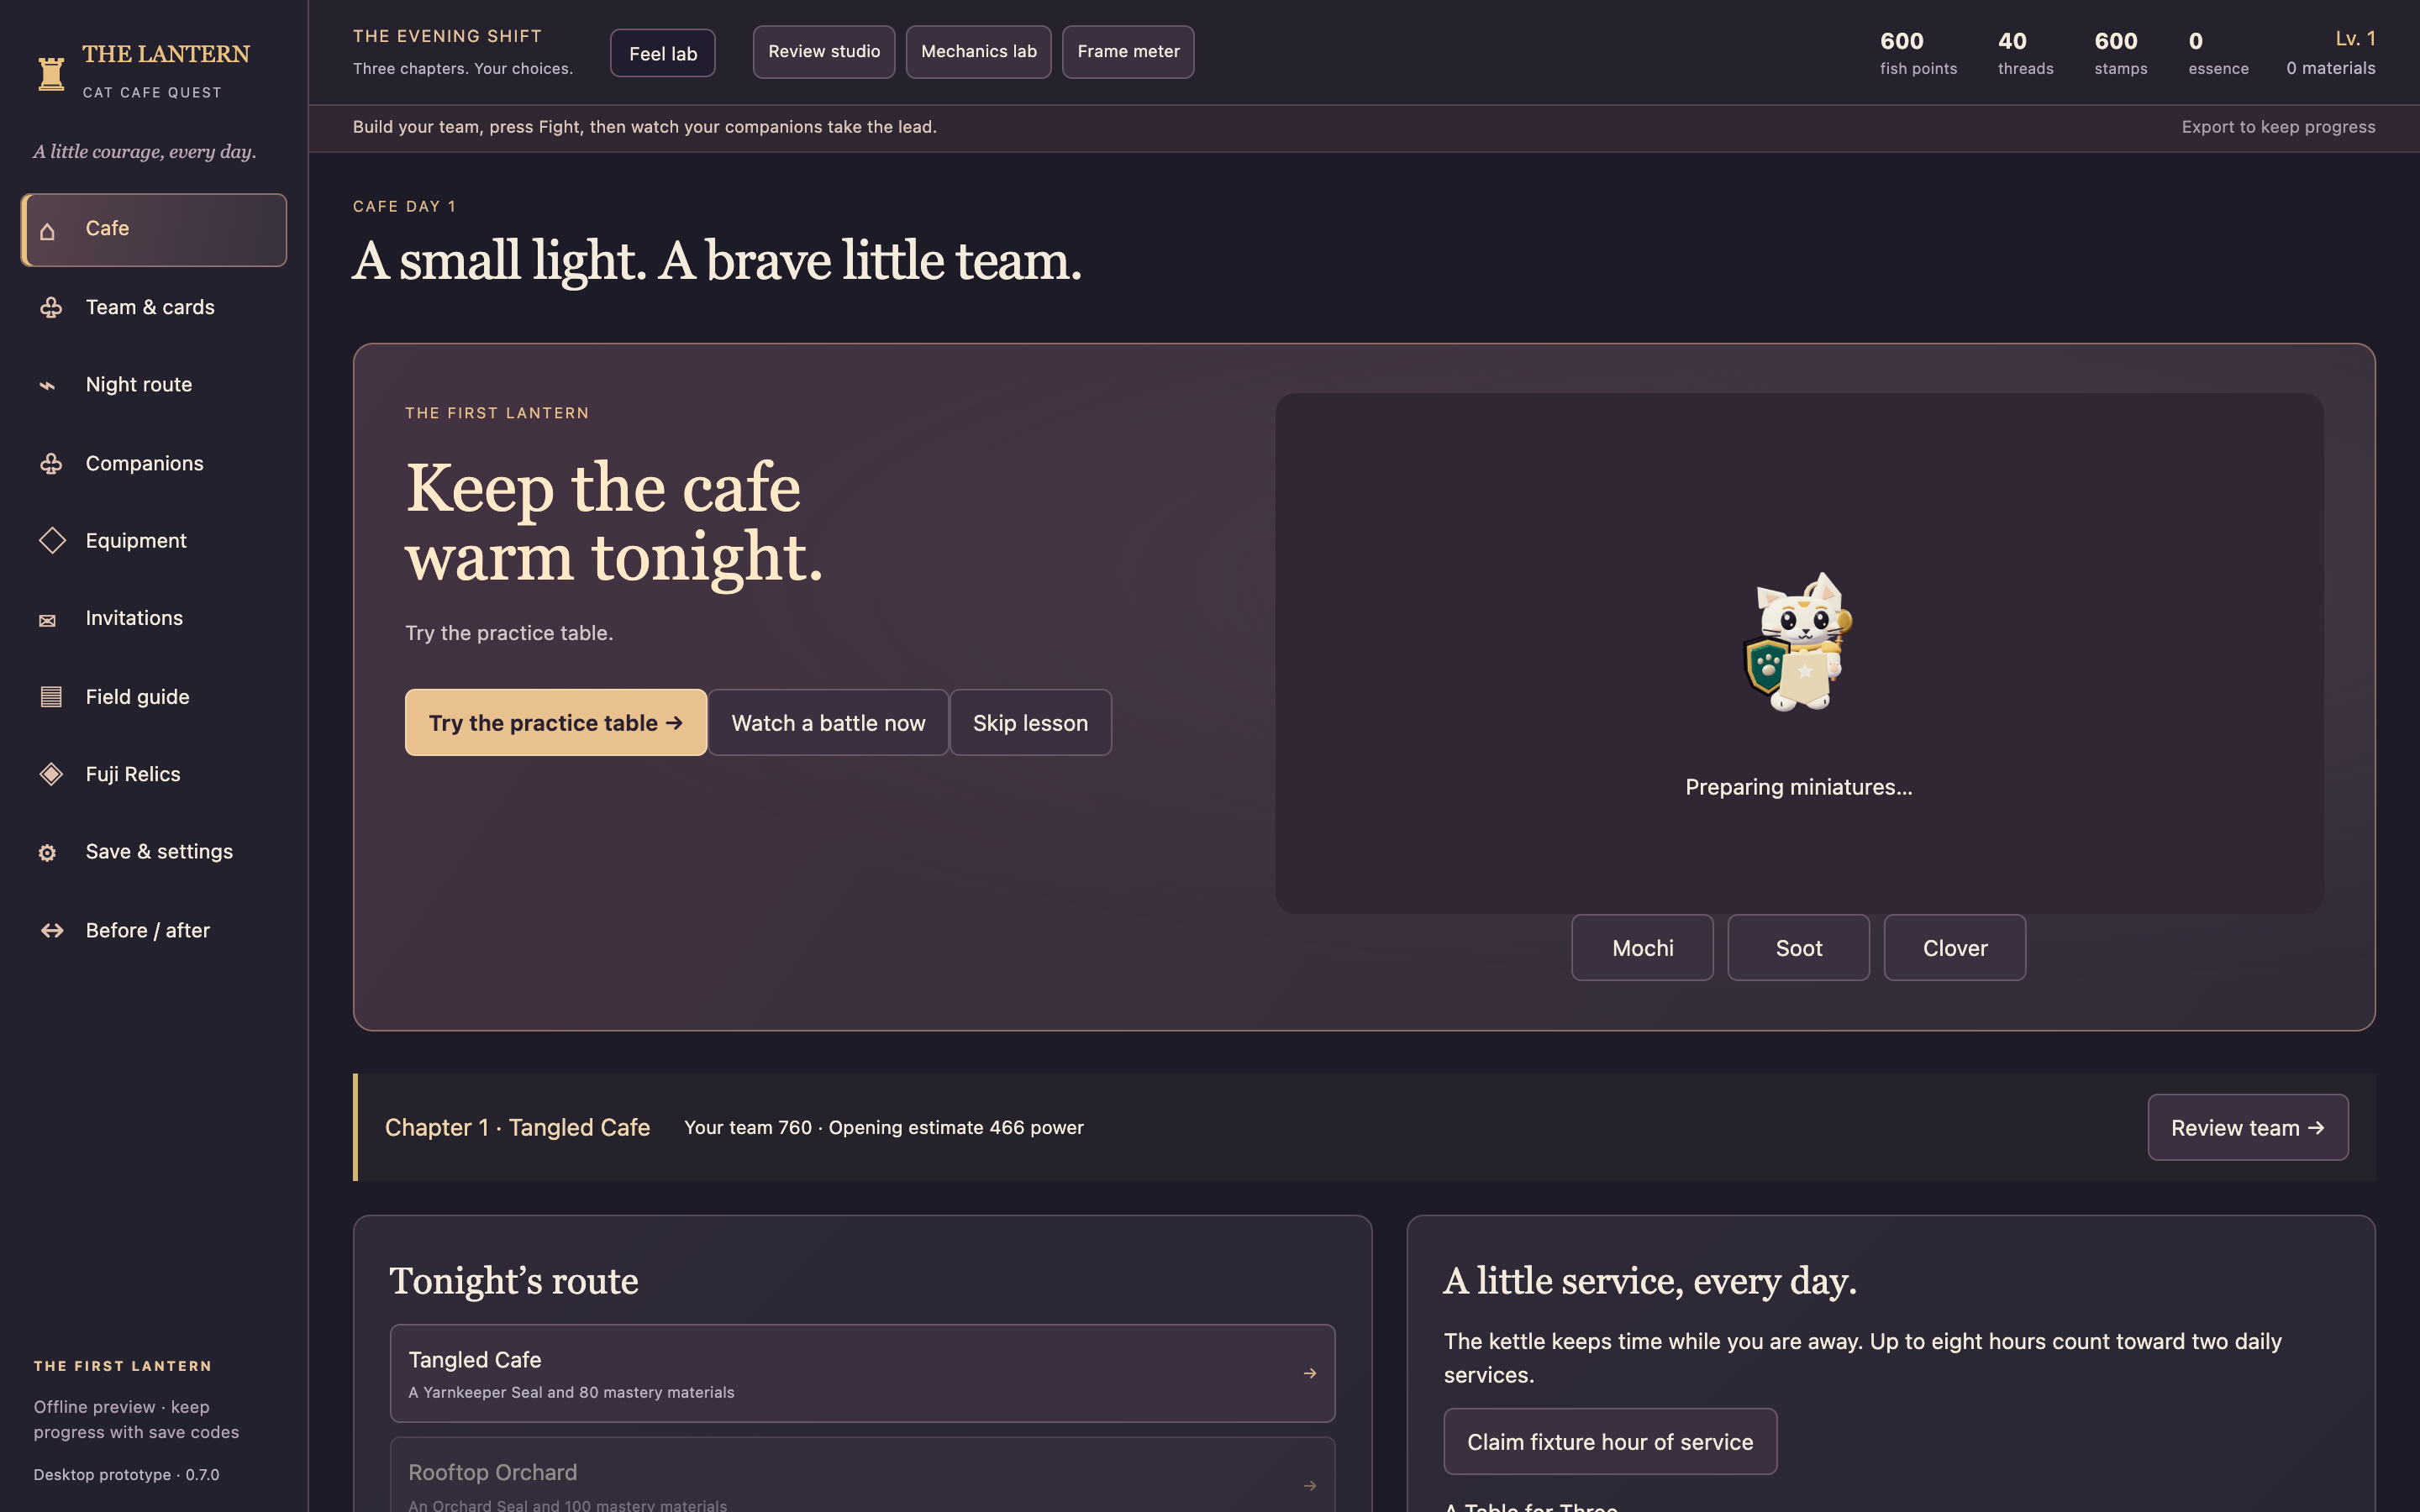 THE LANTERN
CAT CAFE QUEST
A little courage, every day.
Cafe
Team & cards
Night route
Companions
Equipment
Invitations
Field guide
Fuji Relics
Save & settings
Before / after
THE FIRST LANTERN
Offline preview · keep
progress with save codes
Desktop prototype · 0.7.0
THE EVENING SHIFT
Three chapters. Your choices.
Feel lab
Review studio
Mechanics lab
Frame meter
600
fish points
40
threads
600
stamps
0
essence
Lv. 1
0 materials
Build your team, press Fight, then watch your companions take the lead.
Export to keep progress
CAFE DAY 1
A small light. A brave little team.
THE FIRST LANTERN
Keep the cafe
warm tonight.
Try the practice table.
Try the practice table →
Watch a battle now
Skip lesson
Preparing miniatures...
Mochi
Soot
Clover
Chapter 1 · Tangled Cafe
Your team 760 · Opening estimate 466 power
Review team →
Tonight’s route
Tangled Cafe
A Yarnkeeper Seal and 80 mastery materials
→
Rooftop Orchard
An Orchard Seal and 100 mastery materials
→
A little service, every day.
The kettle keeps time while you are away. Up to eight hours count toward two daily
services.
Claim fixture hour of service
A Table for Three